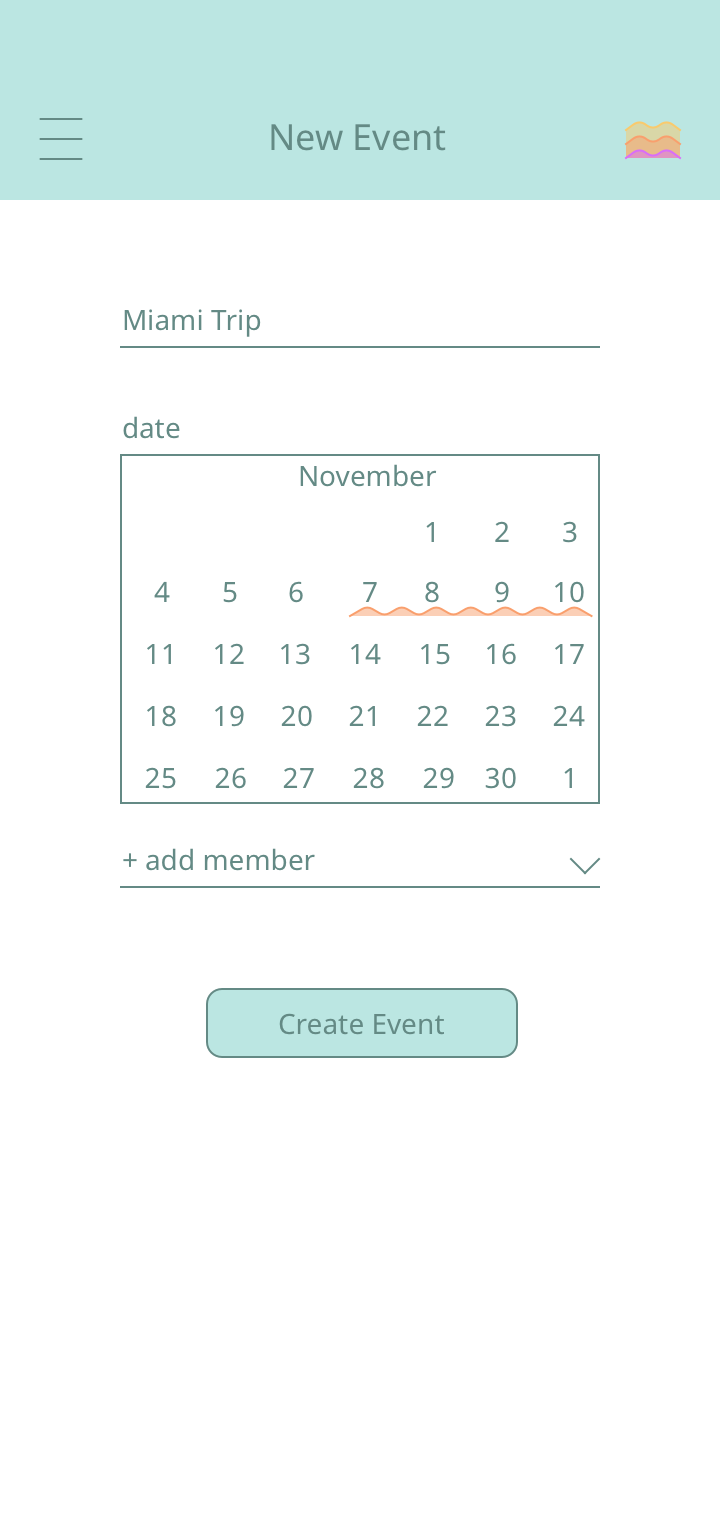 New Event
Miami Trip
date
November
1 2 3
4 5 6 7 8 9 10
11 12 13 14 15 16 17
18 19 20 21 22 23 24
25 26 27 28 29 30 1
+ add member
Create Event